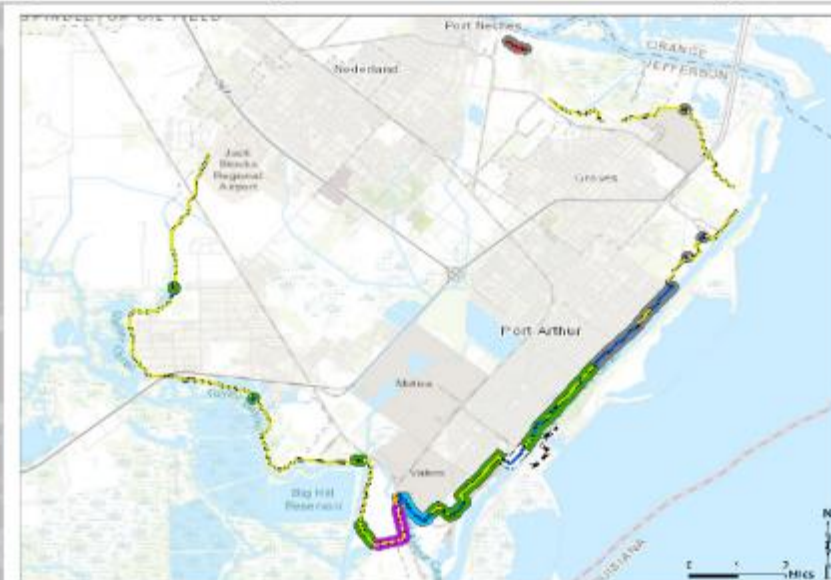 SPINDLETOP OIL FIELD
Port Neches
ORANGE
JEFFERSON
Nederland
Jack
Brooks
Regional
Airport
Groves
Port Arthur
Big Hill
Reservoir
LOUISIANA
N
Miles